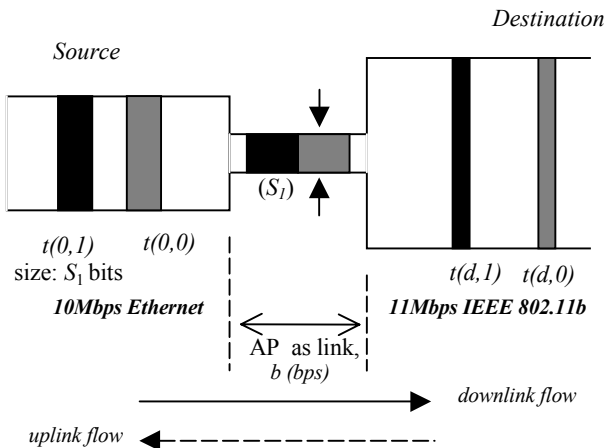 Destination
Source
(S1)
t(0,1) t(0,0)
size: S1 bits
t(d,1) t(d,0)
10Mbps Ethernet
11Mbps IEEE 802.11b
AP as link,
b (bps)
downlink flow
uplink flow